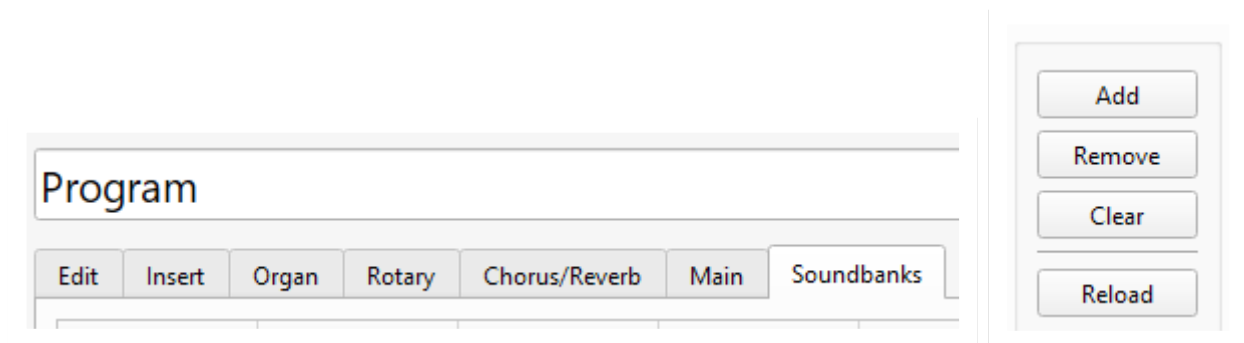 Program
Edit Insert Organ Rotary Chorus/Reverb Main Soundbanks
Add
Remove
Clear
Reload